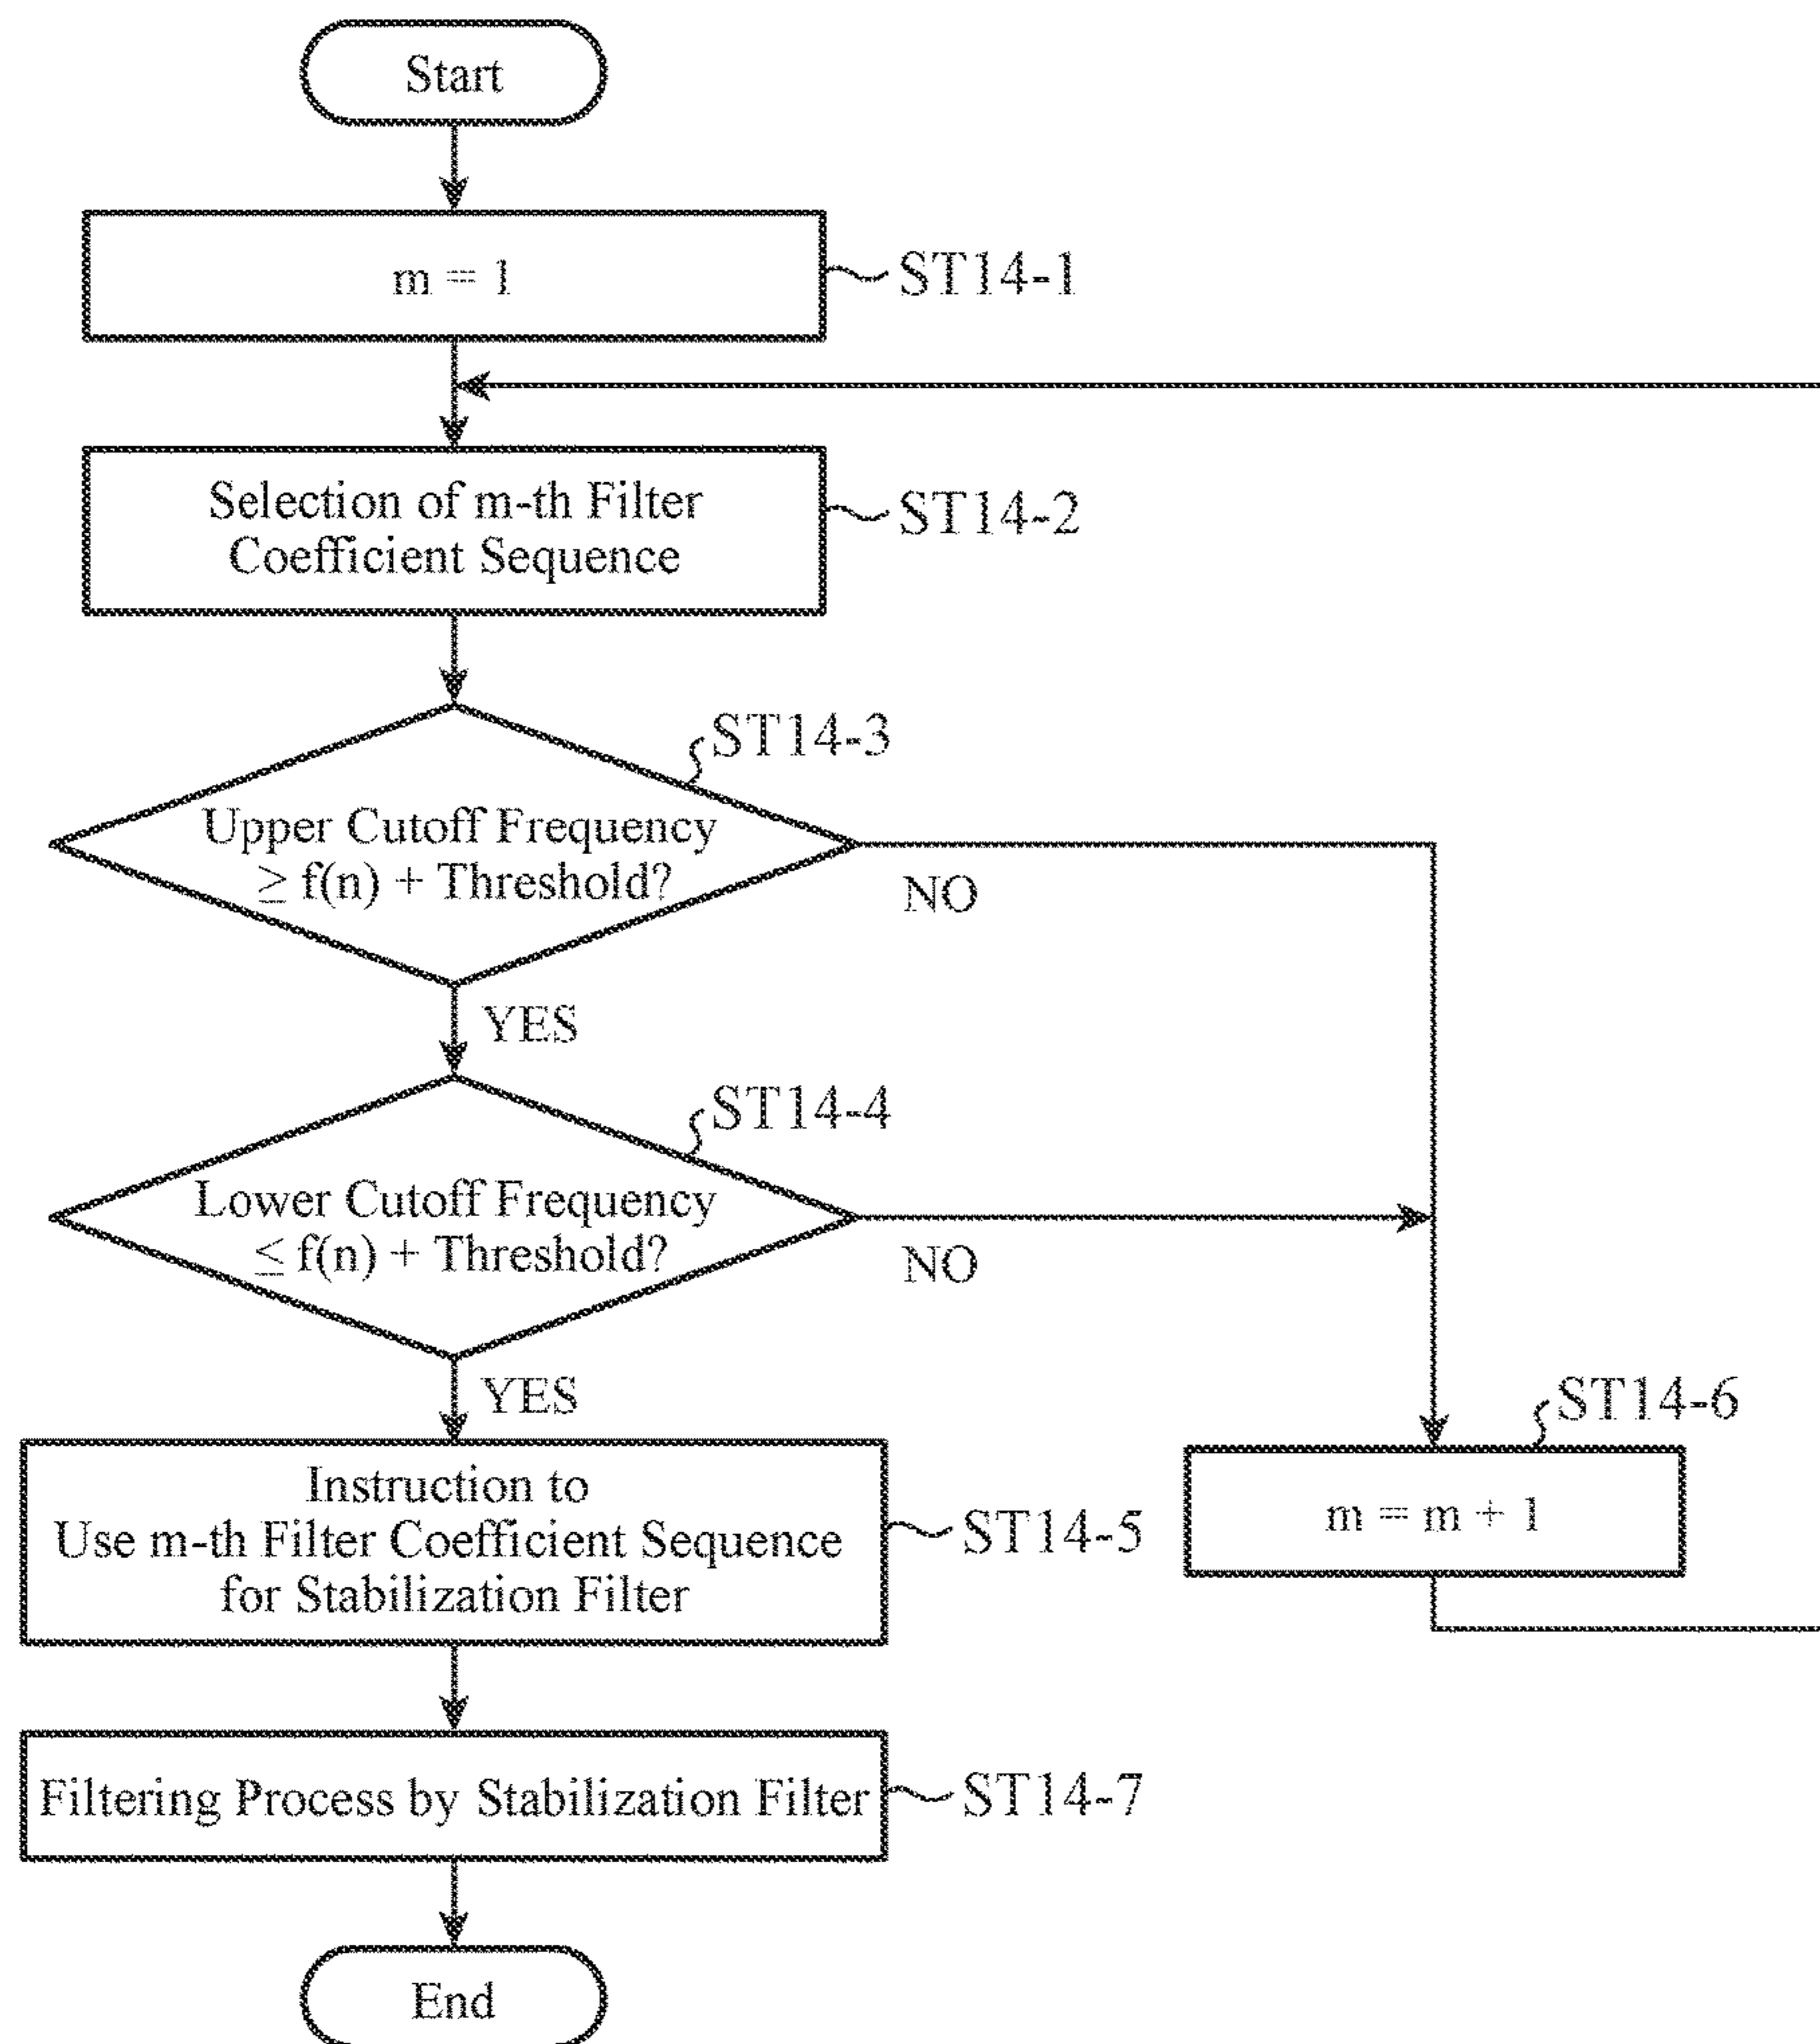 Start
m = 1
ST14-1
Selection of m-th Filter
Coefficient Sequence
ST14-2
ST14-3
Upper Cutoff Frequency
≥ f(n) + Threshold?
NO
YES
ST14-4
Lower Cutoff Frequency
≤ f(n) + Threshold?
NO
YES
Instruction to
Use m-th Filter Coefficient Sequence
for Stabilization Filter
ST14-5
ST14-6
m = m + 1
Filtering Process by Stabilization Filter
ST14-7
End